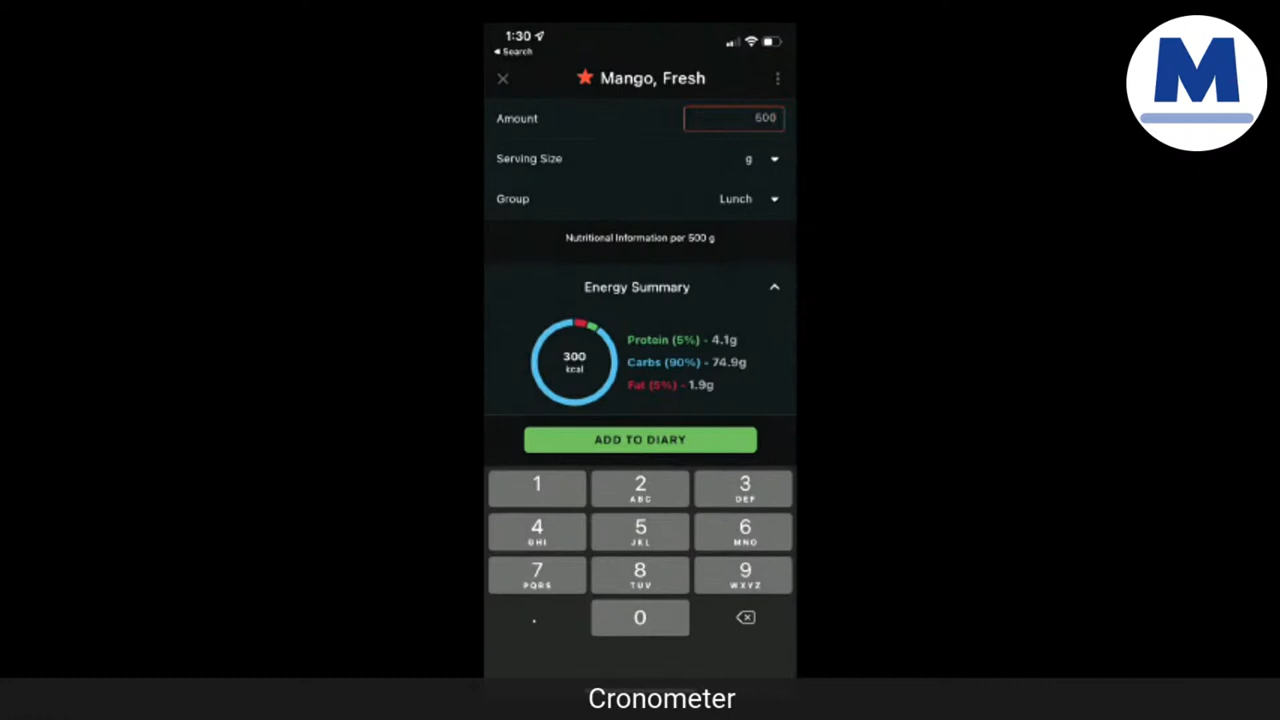 1:30
Search
Mango, Fresh
Amount 500
Serving Size g
Group Lunch
Nutritional Information per 500 g
Energy Summary
300
kcal
Protein (5%) - 4.1g
Carbs (90%) - 74.9g
Fat (5%) - 1.9g
ADD TO DIARY
1 2 3
ABC DEF
4 5 6
GHI JKL MNO
7 8 9
PQRS TUV WXYZ
. 0
Cronometer
M